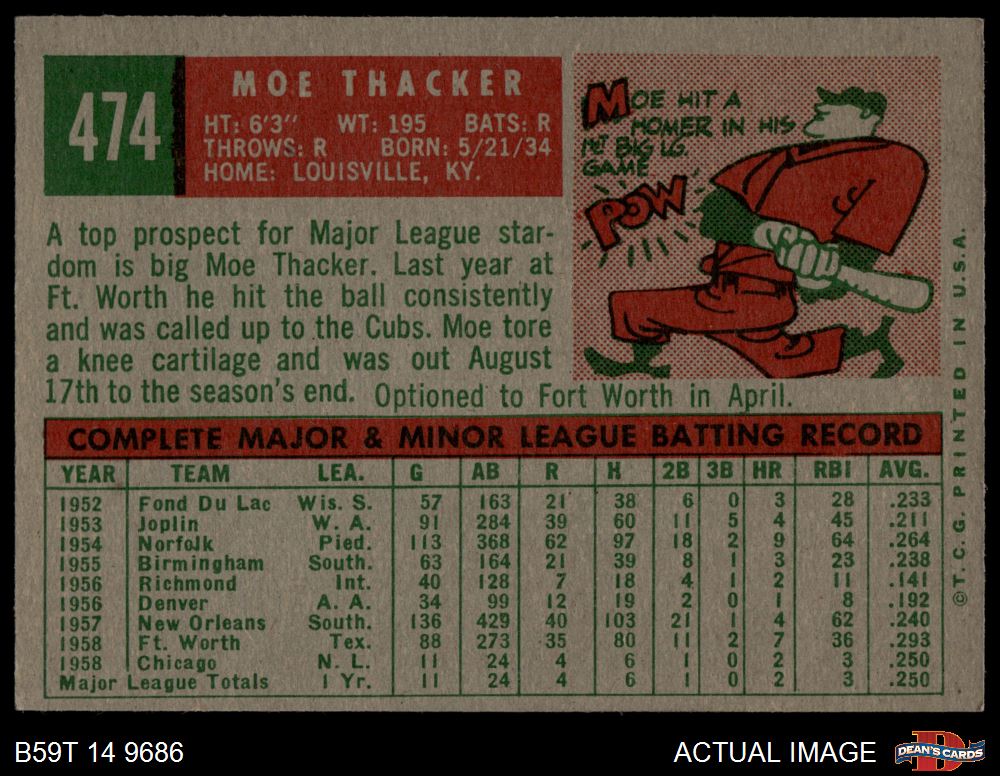 474
MOE THACKER
HT: 6'3" WT: 195 BATS: R
THROWS: R BORN: 5/21/34
HOME: LOUISVILLE, KY.
MOE HIT A
HOMER IN HIS
1ST BIG LG.
GAME
POW
A top prospect for Major League star-
dom is big Moe Thacker. Last year at
Ft. Worth he hit the ball consistently
and was called up to the Cubs. Moe tore
a knee cartilage and was out August
17th to the season's end. Optioned to Fort Worth in April.
COMPLETE MAJOR & MINOR LEAGUE BATTING RECORD
YEAR TEAM LEA. G AB R H 2B 3B HR RBI AVG.
1952 Fond Du Lac Wis. S. 57 163 21 38 6 0 3 28 .233
1953 Joplin W. A. 91 284 39 60 11 5 4 45 .211
1954 Norfolk Pied. 113 368 62 97 18 2 9 64 .264
1955 Birmingham South. 63 164 21 39 8 1 3 23 .238
1956 Richmond Int. 40 128 7 18 4 1 2 11 .141
1956 Denver A. A. 34 99 12 19 2 0 1 8 .192
1957 New Orleans South. 136 429 40 103 21 1 4 62 .240
1958 Ft. Worth Tex. 88 273 35 80 11 2 7 36 .293
1958 Chicago N. L. 11 24 4 6 1 0 2 3 .250
Major League Totals 1 Yr. 11 24 4 6 1 0 2 3 .250
© T. C. G. PRINTED IN U.S.A.
B59T 14 9686
ACTUAL IMAGE
DEAN'S CARDS